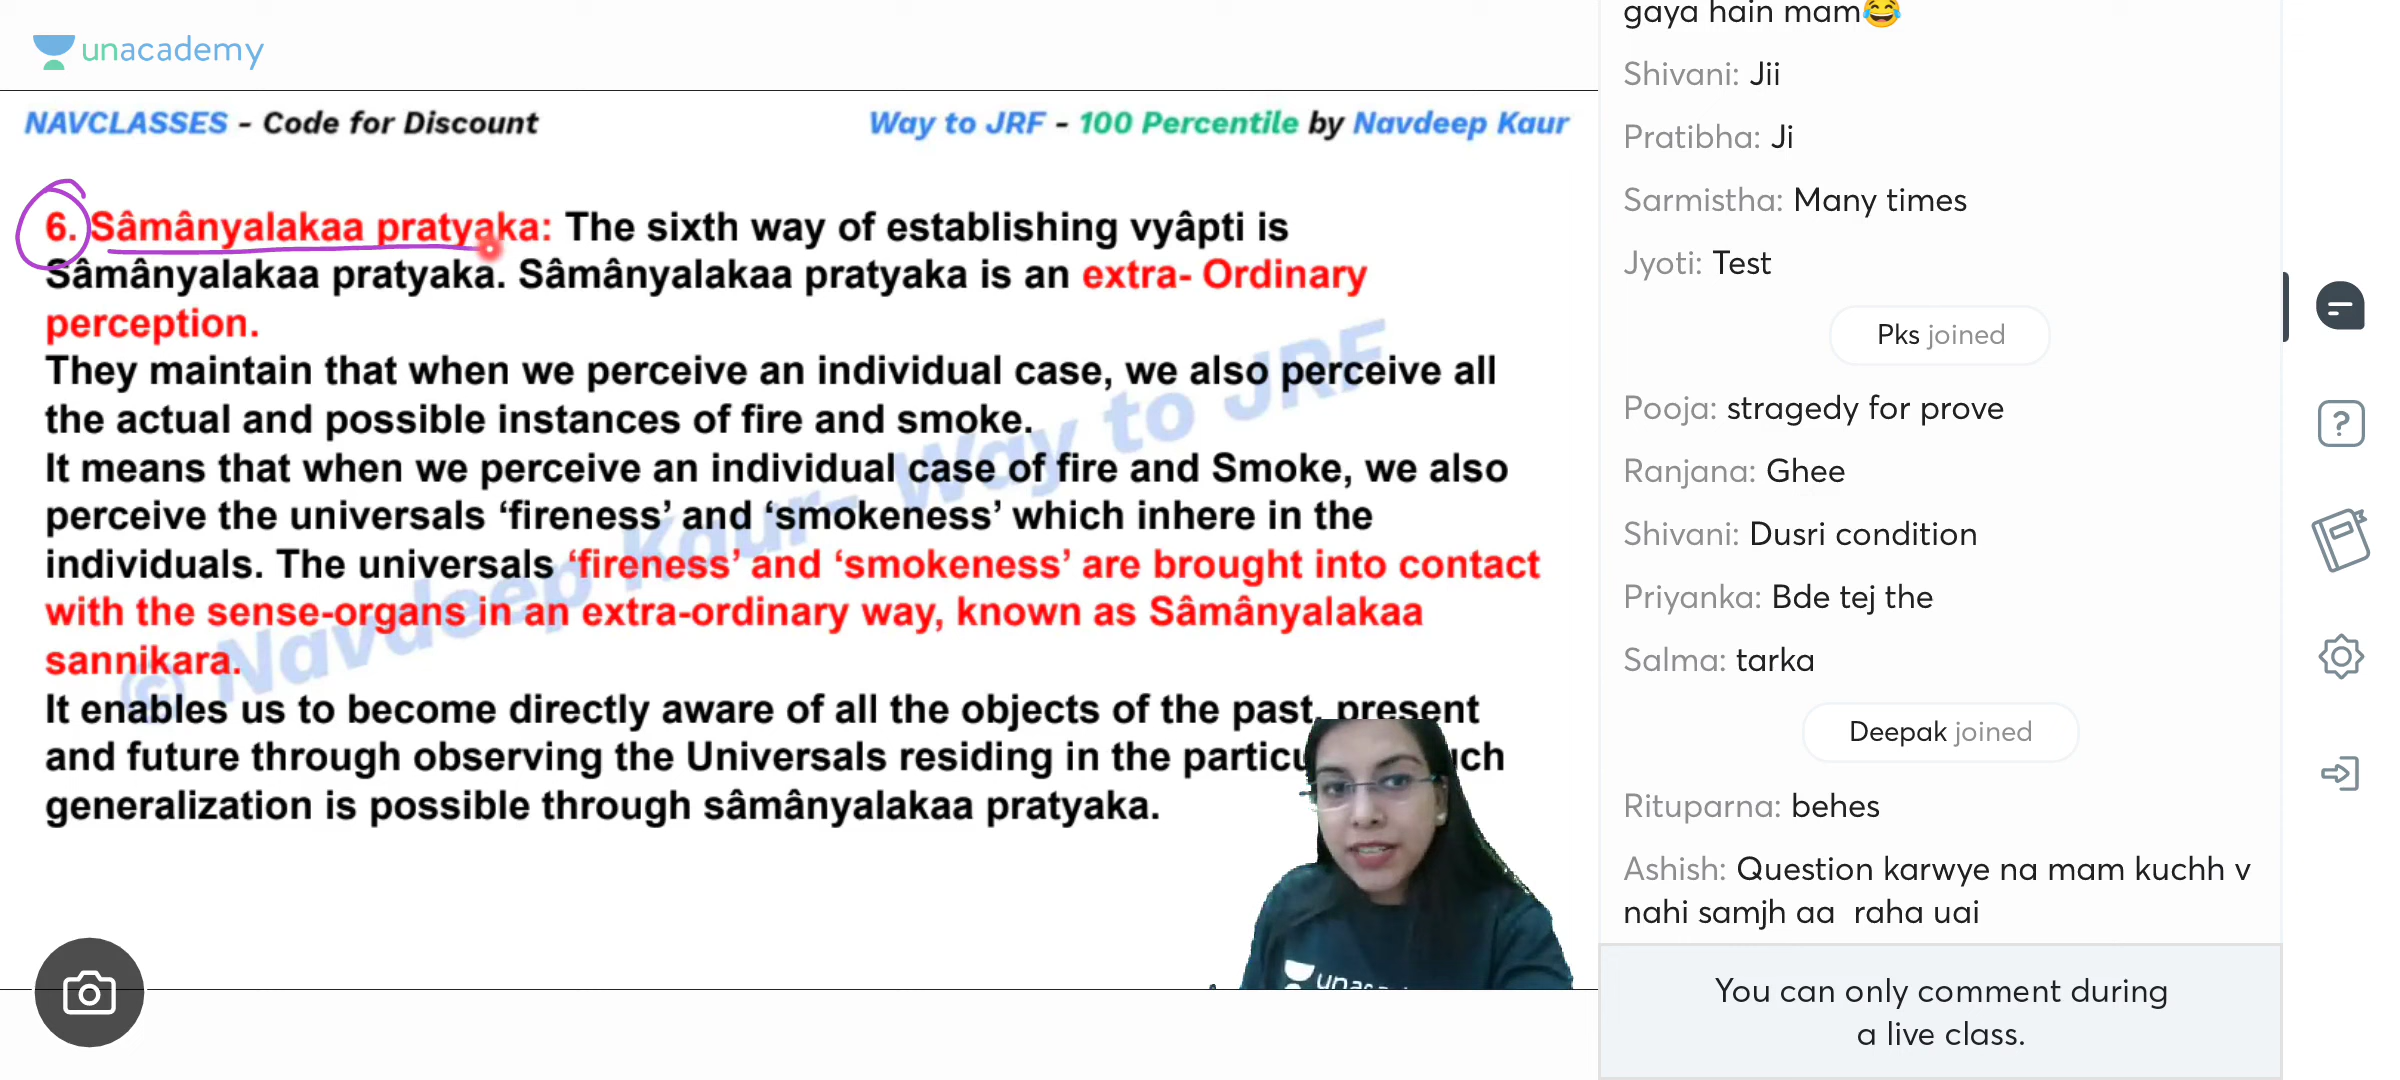 unacademy
NAVCLASSES - Code for Discount
Way to JRF - 100 Percentile by Navdeep Kaur
6. Sâmânyalakaa pratyaka: The sixth way of establishing vyâpti is
Sâmânyalakaa pratyaka. Sâmânyalakaa pratyaka is an extra- Ordinary
perception.
They maintain that when we perceive an individual case, we also perceive all
the actual and possible instances of fire and smoke.
It means that when we perceive an individual case of fire and Smoke, we also
perceive the universals ‘fireness’ and ‘smokeness’ which inhere in the
individuals. The universals ‘fireness’ and ‘smokeness’ are brought into contact
with the sense-organs in an extra-ordinary way, known as Sâmânyalakaa
sannikara.
It enables us to become directly aware of all the objects of the past, present
and future through observing the Universals residing in the
generalization is possible through sâmânyalakaa pratyaka.
© Navdeep Kaur- Way to JRF
gaya hain mam😂
Shivani: Jii
Pratibha: Ji
Sarmistha: Many times
Jyoti: Test
Pks joined
Pooja: stragedy for prove
Ranjana: Ghee
Shivani: Dusri condition
Priyanka: Bde tej the
Salma: tarka
Deepak joined
Rituparna: behes
Ashish: Question karwye na mam kuchh v
nahi samjh aa raha uai
You can only comment during
a live class.